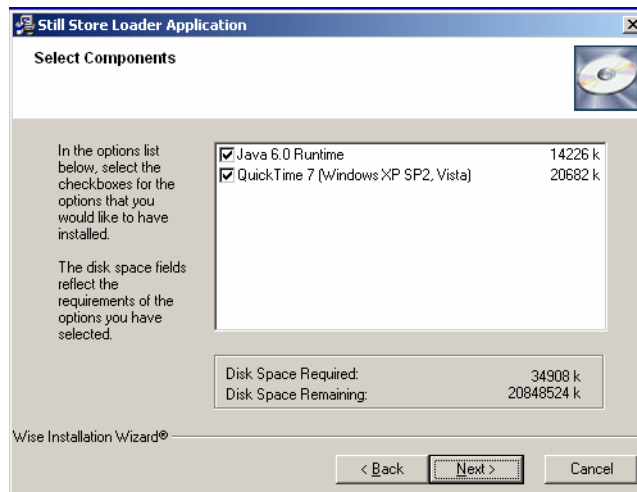 Still Store Loader Application
Select Components
In the options list
below, select the
checkboxes for the
options that you
would like to have
installed.
The disk space fields
reflect the
requirements of the
options you have
selected.
Java 6.0 Runtime 14226 k
QuickTime 7 (Windows XP SP2, Vista) 20682 k
Disk Space Required: 34908 k
Disk Space Remaining: 20848524 k
Wise Installation Wizard®
< Back Next > Cancel